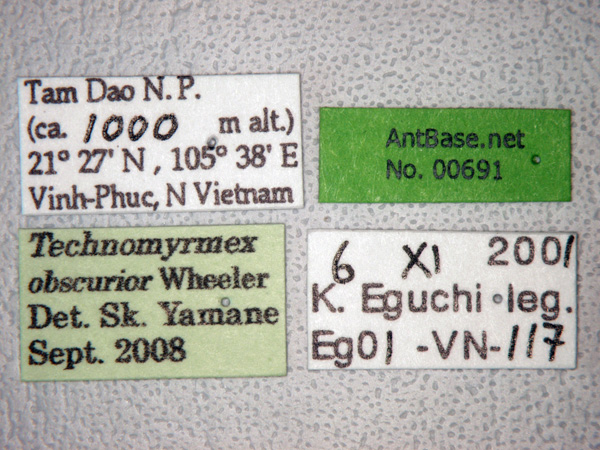 Tam Dao N. P.
(ca. 1000 m alt.)
21° 27' N , 105° 38' E
Vinh-Phuc, N Vietnam
AntBase.net
No. 00691
Technomyrmex
obscurior Wheeler
Det. Sk. Yamane
Sept. 2008
6 XI 2001
K. Eguchi leg.
Eg01 -VN-117